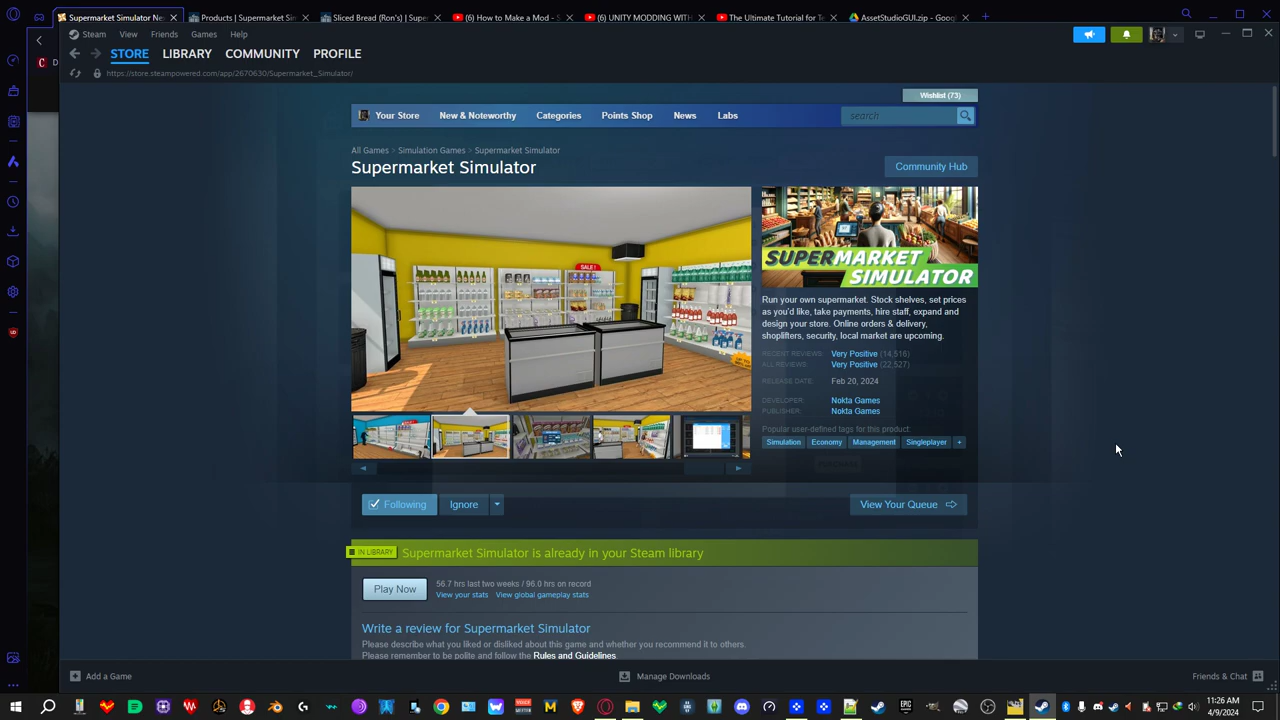 Supermarket Simulator Ne
Products | Supermarket Sim
Sliced Bread (Ron's) | Super
(6) How to Make a Mod - S
(6) UNITY MODDING WITH
The Ultimate Tutorial for Te
AssetStudioGUI.zip - Googl
Steam View Friends Games Help
STORE LIBRARY COMMUNITY PROFILE
https://store.steampowered.com/app/2670630/Supermarket_Simulator/
Wishlist (73)
Your Store New & Noteworthy Categories Points Shop News Labs search
All Games > Simulation Games > Supermarket Simulator
Supermarket Simulator
Community Hub
SALE!
SUPERMARKET
SIMULATOR
Run your own supermarket. Stock shelves, set prices
as you'd like, take payments, hire staff, expand and
design your store. Online orders & delivery,
shoplifters, security, local market are upcoming.
RECENT REVIEWS: Very Positive (14,516)
ALL REVIEWS: Very Positive (22,527)
RELEASE DATE: Feb 20, 2024
DEVELOPER: Nokta Games
PUBLISHER: Nokta Games
Popular user-defined tags for this product:
Simulation Economy Management Singleplayer +
Following Ignore View Your Queue
IN LIBRARY Supermarket Simulator is already in your Steam library
Play Now
56.7 hrs last two weeks / 96.0 hrs on record
View your stats View global gameplay stats
Write a review for Supermarket Simulator
Please describe what you liked or disliked about this game and whether you recommend it to others.
Please remember to be polite and follow the Rules and Guidelines.
Add a Game Manage Downloads Friends & Chat
11:26 AM
4/9/2024